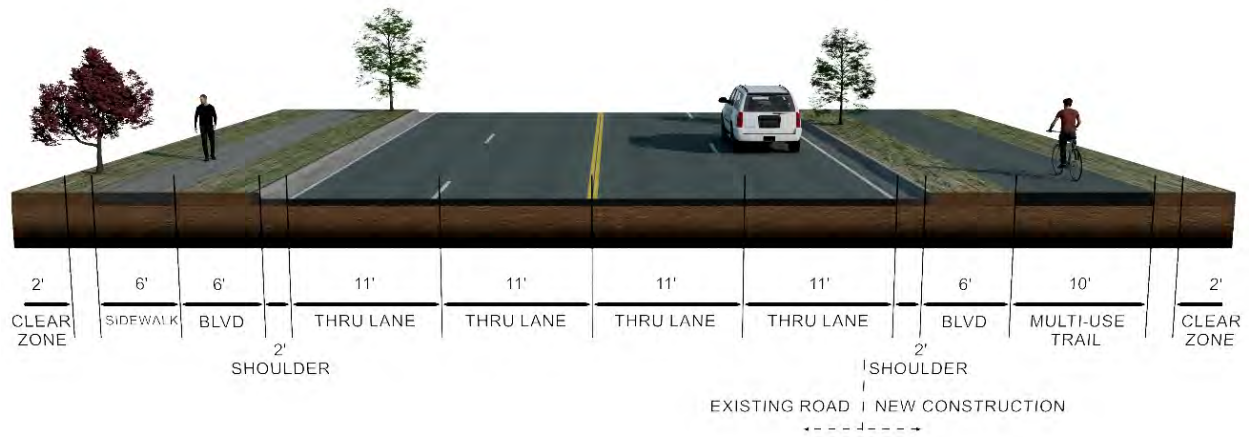 2'
6'
6'
11'
11'
11'
11'
6'
10'
2'
CLEAR
ZONE
SIDEWALK
BLVD
THRU LANE
THRU LANE
THRU LANE
THRU LANE
BLVD
MULTI-USE
TRAIL
CLEAR
ZONE
2'
SHOULDER
2'
SHOULDER
EXISTING ROAD
NEW CONSTRUCTION